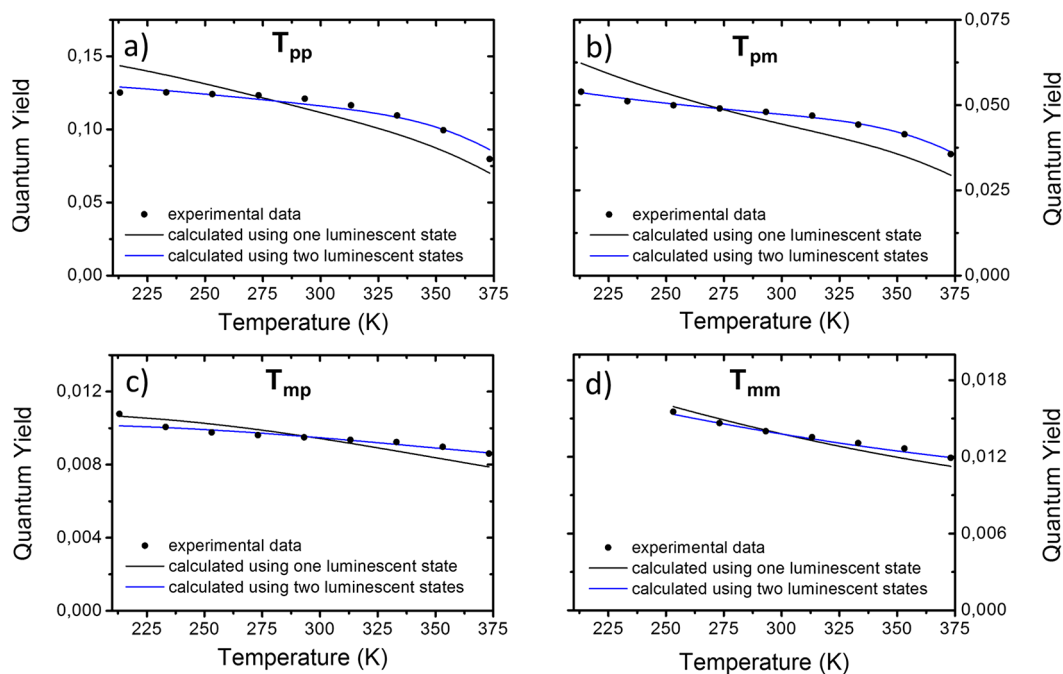 a)
T_pp
0,15
0,10
0,05
0,00
Quantum Yield
experimental data
calculated using one luminescent state
calculated using two luminescent states
225 250 275 300 325 350 375
Temperature (K)
b)
T_pm
0,075
0,050
0,025
0,000
Quantum Yield
experimental data
calculated using one luminescent state
calculated using two luminescent states
225 250 275 300 325 350 375
Temperature (K)
c)
T_mp
0,012
0,008
0,004
0,000
Quantum Yield
experimental data
calculated using one luminescent state
calculated using two luminescent states
225 250 275 300 325 350 375
Temperature (K)
d)
T_mm
0,018
0,012
0,006
0,000
Quantum Yield
experimental data
calculated using one luminescent state
calculated using two luminescent states
225 250 275 300 325 350 375
Temperature (K)